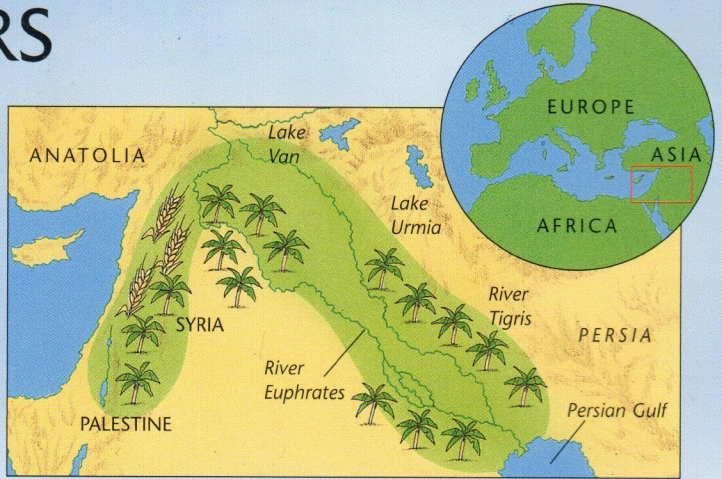 RS
EUROPE
ASIA
AFRICA
ANATOLIA
Lake
Van
Lake
Urmia
River
Tigris
PERSIA
SYRIA
River
Euphrates
Persian Gulf
PALESTINE